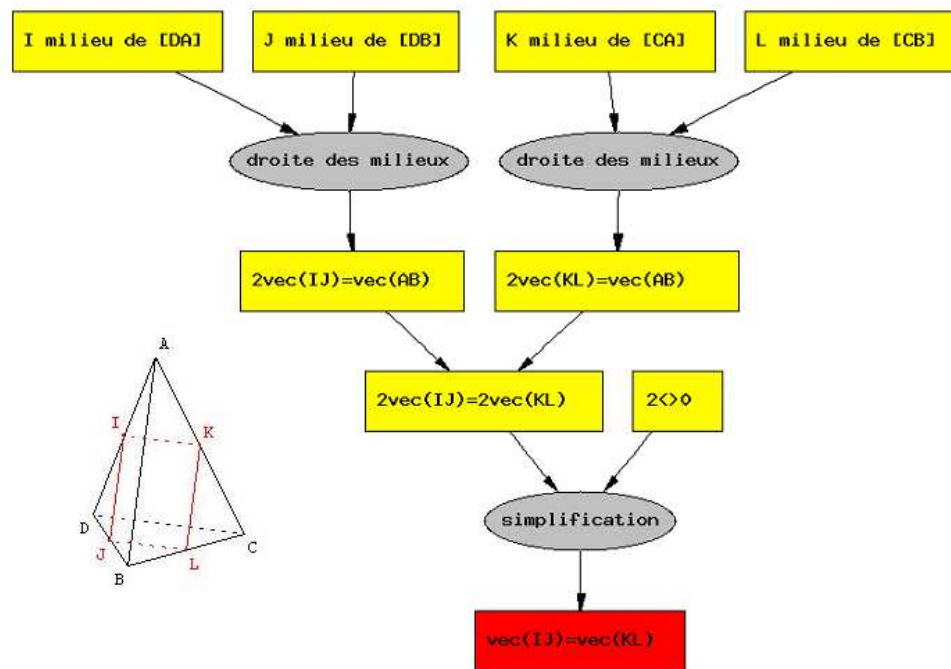 I milieu de [DA]
J milieu de [DB]
K milieu de [CA]
L milieu de [CB]
droite des milieux
droite des milieux
2vec(IJ)=vec(AB)
2vec(KL)=vec(AB)
2vec(IJ)=2vec(KL)
2<>0
simplification
vec(IJ)=vec(KL)
A
I
K
D
J
B
L
C